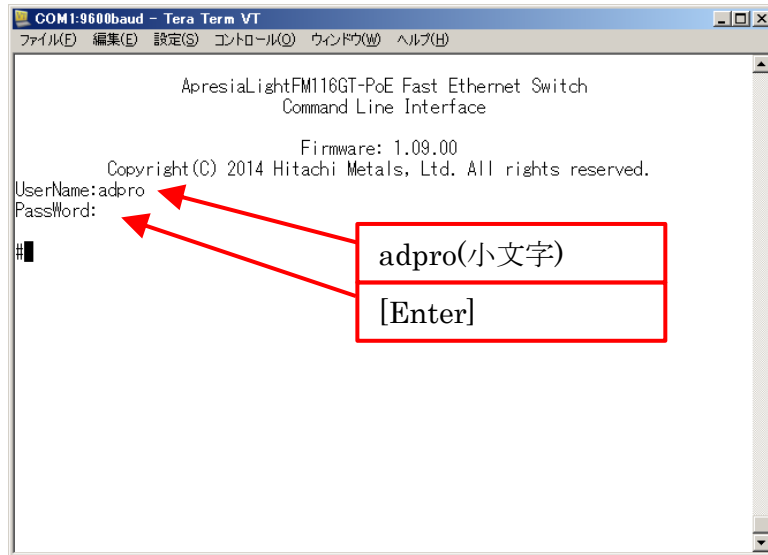 COM1:9600baud - Tera Term VT
ファイル(F) 編集(E) 設定(S) コントロール(O) ウィンドウ(W) ヘルプ(H)
ApresiaLightFM116GT-PoE Fast Ethernet Switch
Command Line Interface
Firmware: 1.09.00
Copyright(C) 2014 Hitachi Metals, Ltd. All rights reserved.
UserName:adpro
PassWord:
#
adpro(小文字)
[Enter]